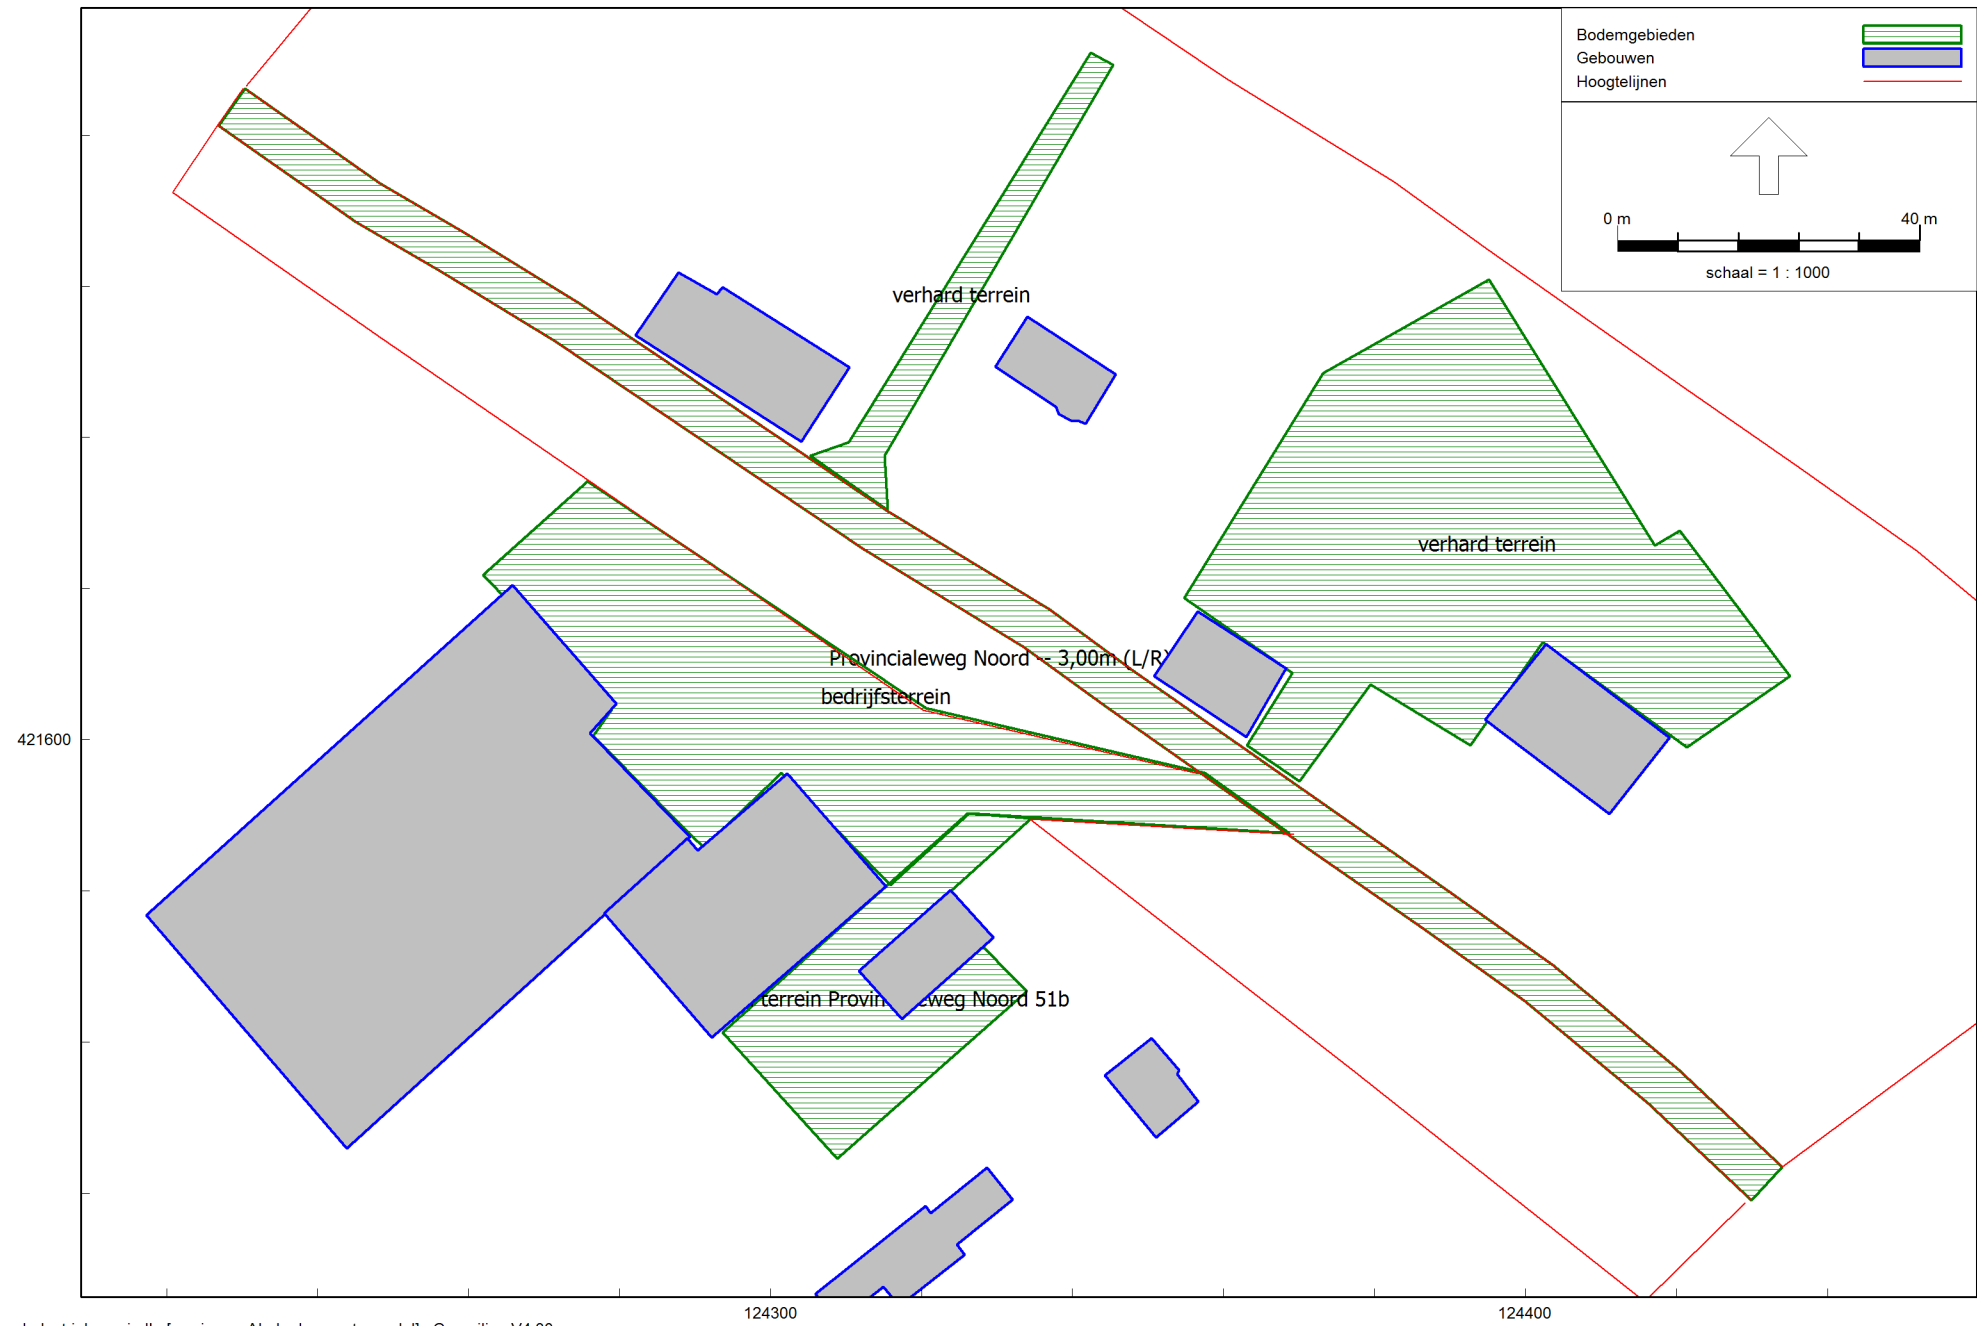 Bodemgebieden
Gebouwen
Hoogtelijnen
0 m 40 m
schaal = 1 : 1000
verhard terrein
verhard terrein
Provincialeweg Noord -- 3,00m (L/R)
bedrijfsterrein
421600
terrein Provin eweg Noord 51b
124300 124400